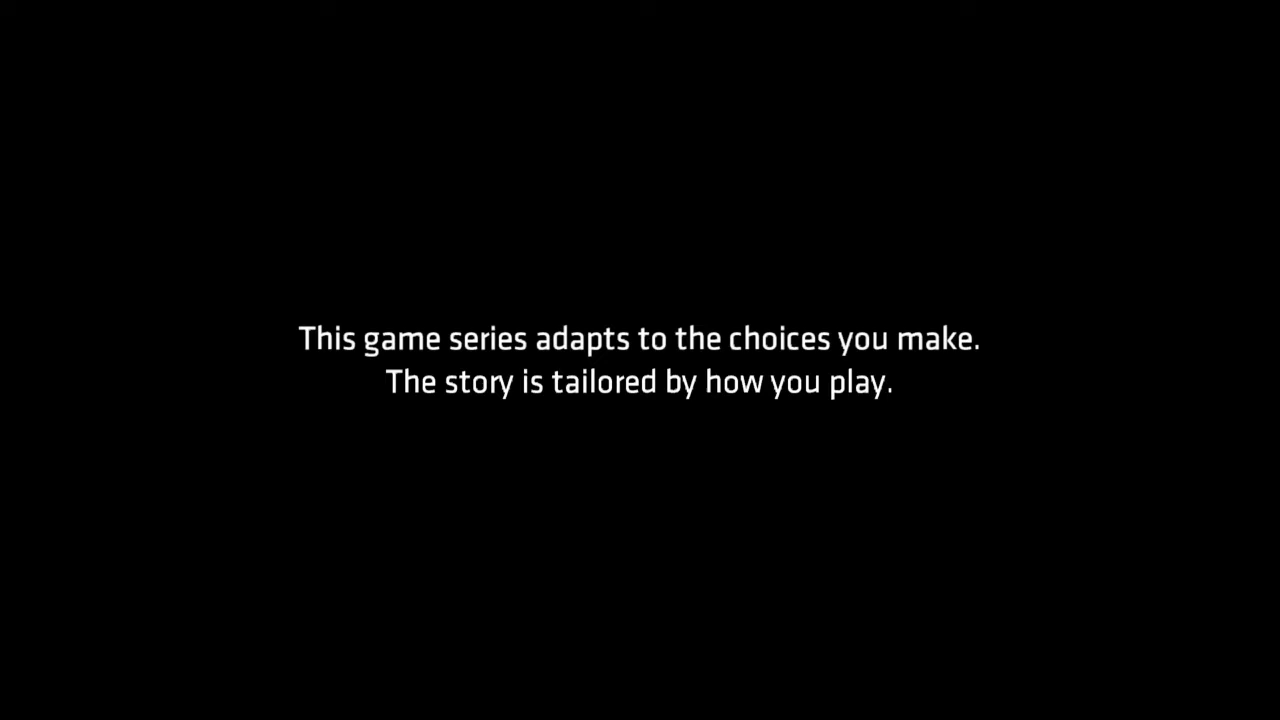 This game series adapts to the choices you make.
The story is tailored by how you play.